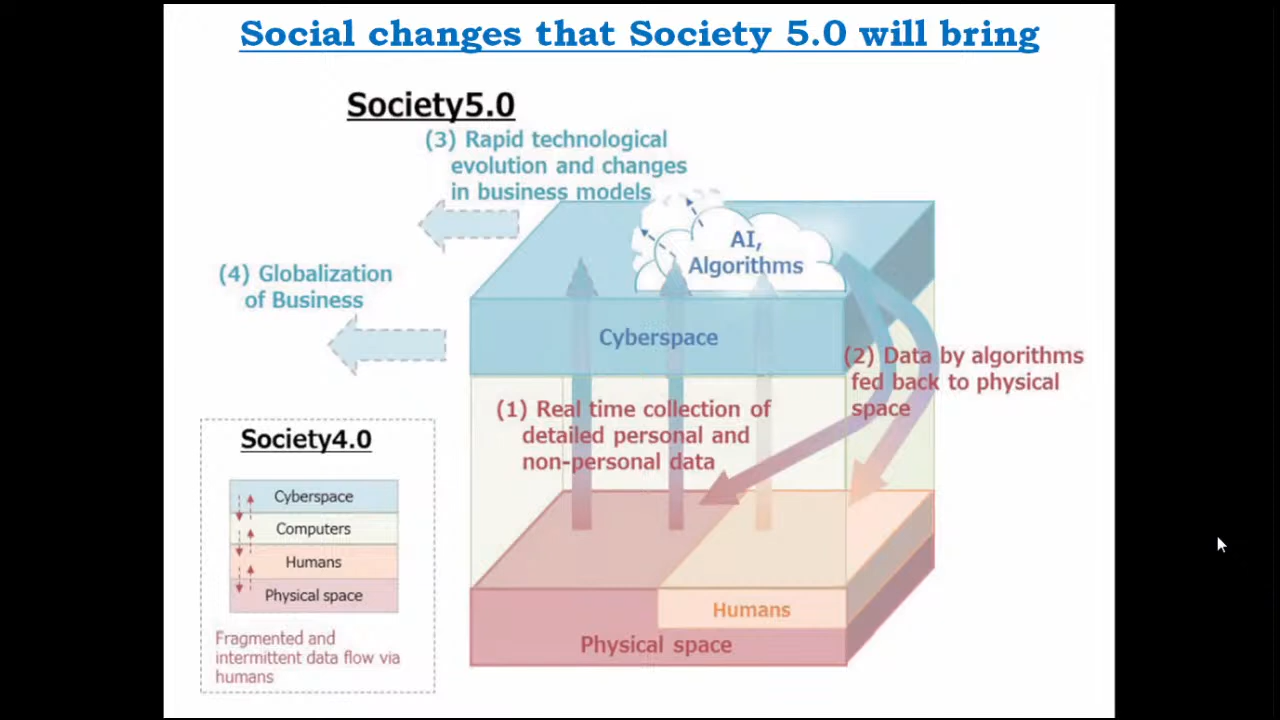 Social changes that Society 5.0 will bring
Society5.0
(3) Rapid technological
evolution and changes
in business models
AI,
Algorithms
(4) Globalization
of Business
Cyberspace
(2) Data by algorithms
fed back to physical
space
(1) Real time collection of
detailed personal and
non-personal data
Society4.0
Cyberspace
Computers
Humans
Physical space
Fragmented and
intermittent data flow via
humans
Humans
Physical space